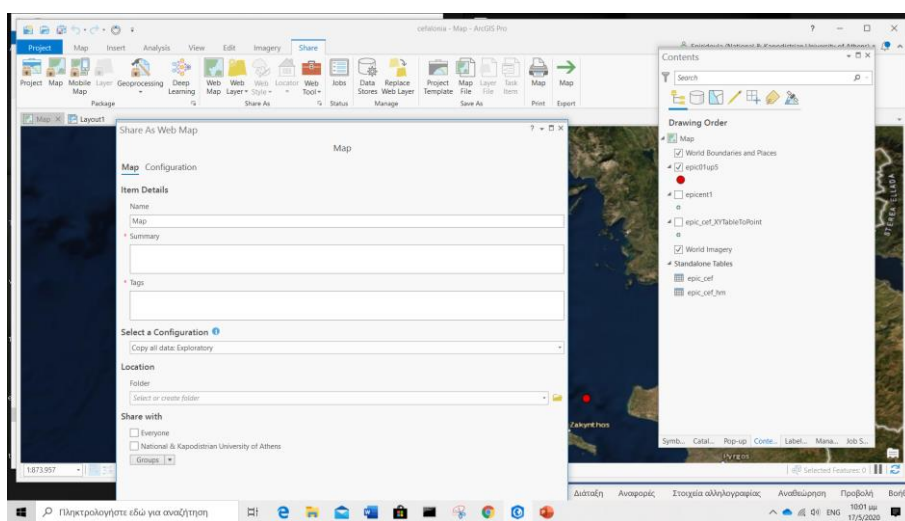 cefalonia - Map - ArcGIS Pro
Project Map Insert Analysis View Edit Imagery Share
Project Map Mobile Map Layer Geoprocessing Deep Learning Web Map Web Layer Web Style Locator Web Tool Jobs Data Stores Replace Web Layer Project Template Map File Layer File Task Item Map Map
Package Share As Status Manage Save As Print Export
Map Layout1
Share As Web Map
Map
Map Configuration
Item Details
Name
Map
* Summary
* Tags
Select a Configuration
Copy all data: Exploratory
Location
Folder
Select or create folder
Share with
Everyone
National & Kapodistrian University of Athens
Groups
Contents
Search
Drawing Order
Map
World Boundaries and Places
epic01up5
epicent1
epic_cef_XYTableToPoint
World Imagery
Standalone Tables
epic_cef
epic_cef_hm
Symb... Catal... Pop-up Conte... Label... Mana... Job S...
STEREA ELLADA
Zakynthos
Pyrgos
1:873.957
Selected Features: 0
Διάταξη Αναφορές Στοιχεία αλληλογραφίας Αναθεώρηση Προβολή
Πληκτρολογήστε εδώ για αναζήτηση
ENG
10:01 μμ
17/5/2020